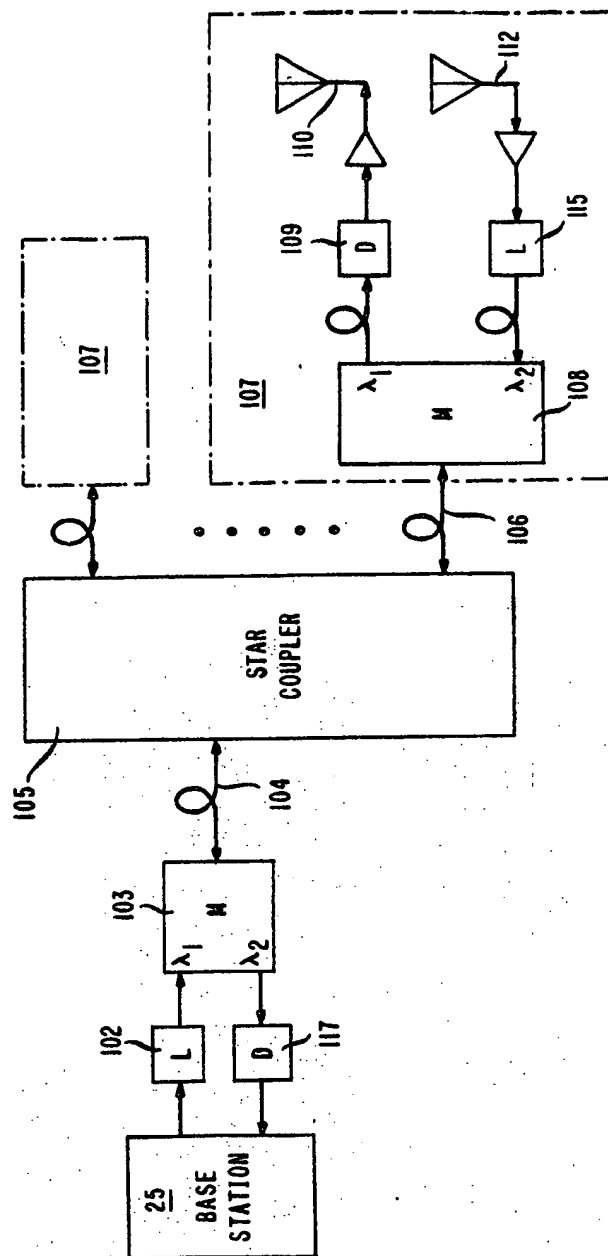 25
BASE
STATION
102
L
D
117
103
λ1
M
λ2
104
105
STAR
COUPLER
106
107
107
λ1
M
λ2
108
109
D
110
112
L
115